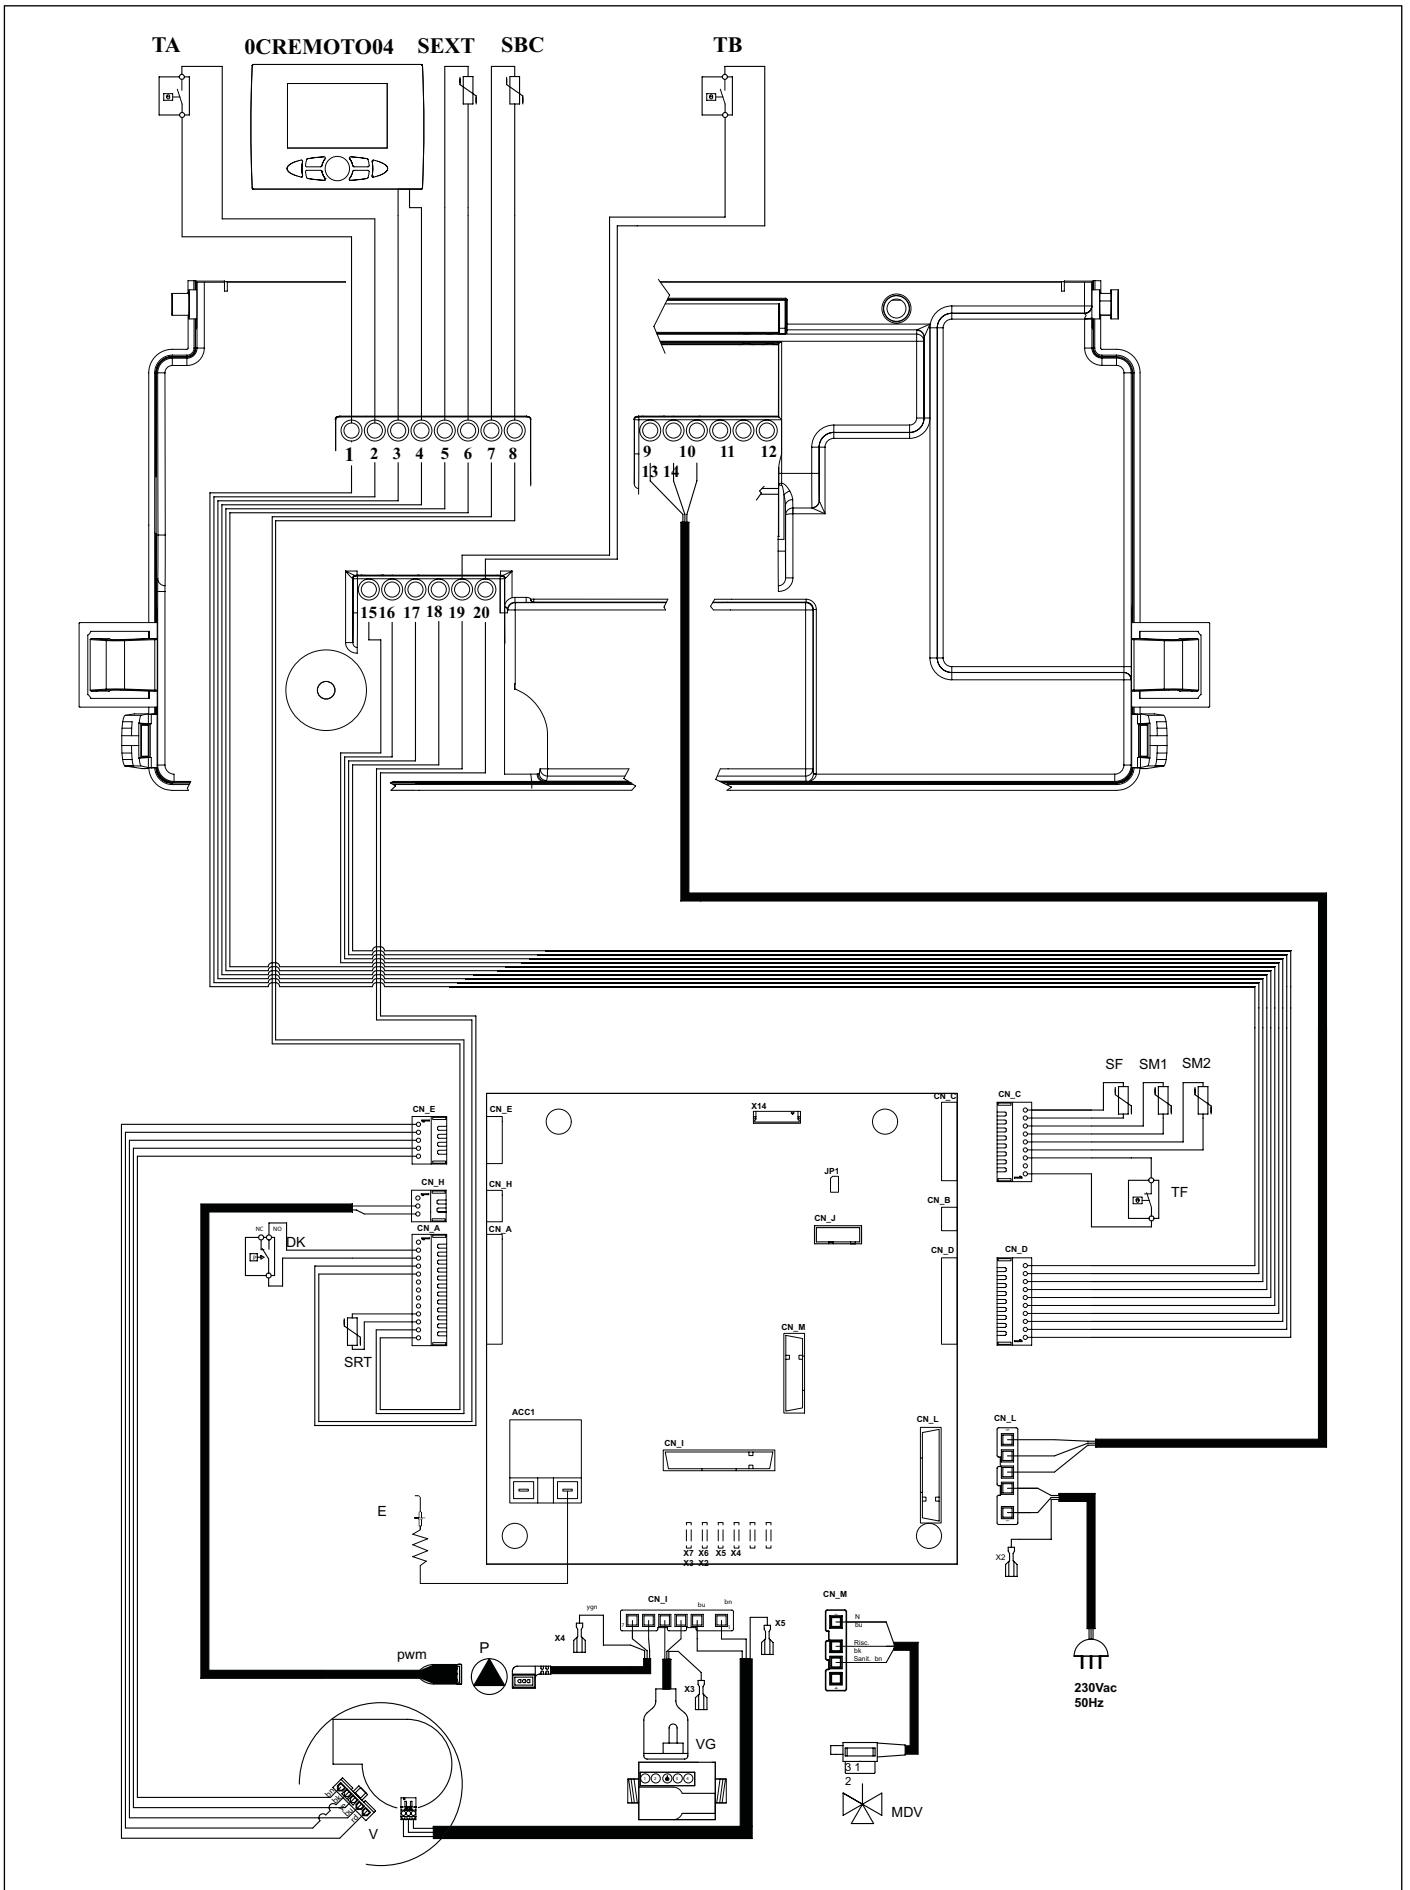 TA 0CREMOTO04 SEXT SBC TB
1 2 3 4 5 6 7 8
9 10 11 12
13 14
15 16 17 18 19 20
SF SM1 SM2
CN_E CN_E X14 CN_C CN_C
JP1
CN_H CN_H TF
CN_B
CN_J
NC NO
DK CN_A CN_A
CN_D CN_D
CN_M
SRT
ACC1
CN_L CN_L
CN_I
E
X7 X6 X5 X4
X3 X2
X2
CN_I
ygn bu bn
CN_M
N
bu
X4 X5
Risc.
bk
Sanit. bn
pwm P
X3
230Vac
50Hz
VG
3 1
2
MDV
V